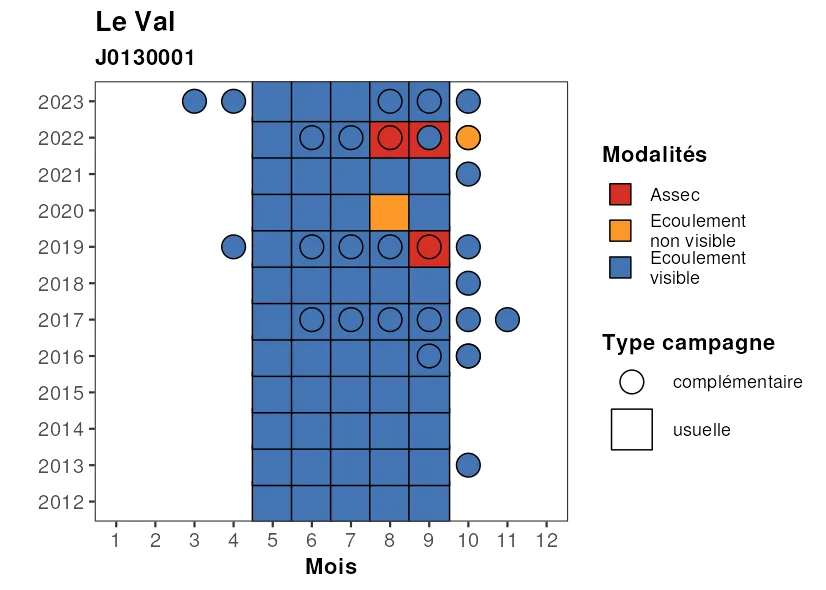 Le Val
J0130001
2023
2022
2021
2020
2019
2018
2017
2016
2015
2014
2013
2012
1 2 3 4 5 6 7 8 9 10 11 12
Mois
Modalités
Assec
Ecoulement
non visible
Ecoulement
visible
Type campagne
complémentaire
usuelle